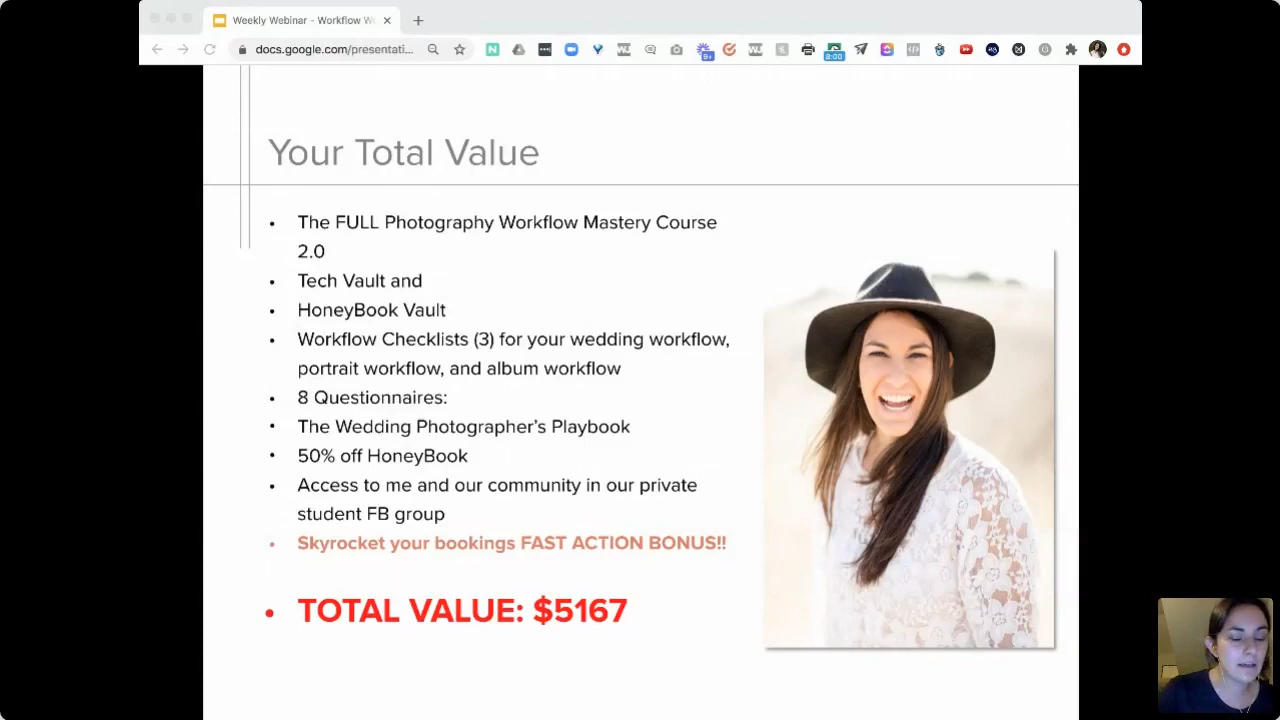 Weekly Webinar - Workflow W
docs.google.com/presentati...
9+
8:00
Your Total Value
• The FULL Photography Workflow Mastery Course
2.0
• Tech Vault and
• HoneyBook Vault
• Workflow Checklists (3) for your wedding workflow,
portrait workflow, and album workflow
• 8 Questionnaires:
• The Wedding Photographer’s Playbook
• 50% off HoneyBook
• Access to me and our community in our private
student FB group
• Skyrocket your bookings FAST ACTION BONUS!!
• TOTAL VALUE: $5167